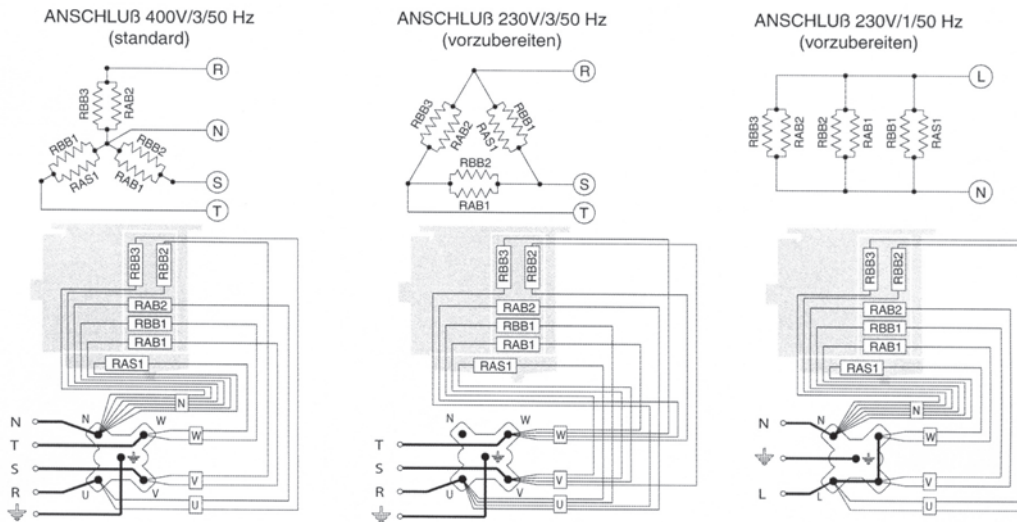 ANSCHLUß 400V/3/50 Hz
(standard)
R
RBB3
RAB2
N
RBB1
RAS1
RBB2
RAB1
S
T
RBB3
RBB2
RAB2
RBB1
RAB1
RAS1
N
N
N
W
T
W
S
R
U
V
V
U
ANSCHLUß 230V/3/50 Hz
(vorzubereiten)
R
RBB3
RAB2
RBB1
RAS1
RBB2
RAB1
S
T
RBB3
RBB2
RAB2
RBB1
RAB1
RAS1
N
W
T
W
S
R
U
V
V
U
ANSCHLUß 230V/1/50 Hz
(vorzubereiten)
L
RBB3
RAB2
RBB2
RAB1
RBB1
RAS1
N
RBB3
RBB2
RAB2
RBB1
RAB1
RAS1
N
N
N
W
L
L
V
U